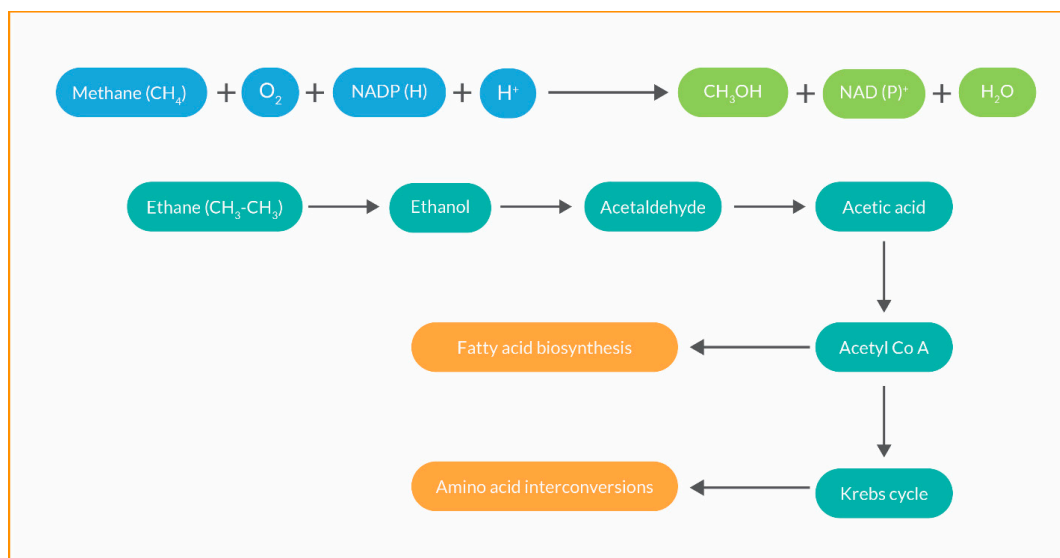 Methane (CH₄) + O₂ + NADP (H) + H⁺ → CH₃OH + NAD (P)⁺ + H₂O
Ethane (CH₃-CH₃) → Ethanol → Acetaldehyde → Acetic acid
Fatty acid biosynthesis ← Acetyl Co A
Amino acid interconversions ← Krebs cycle